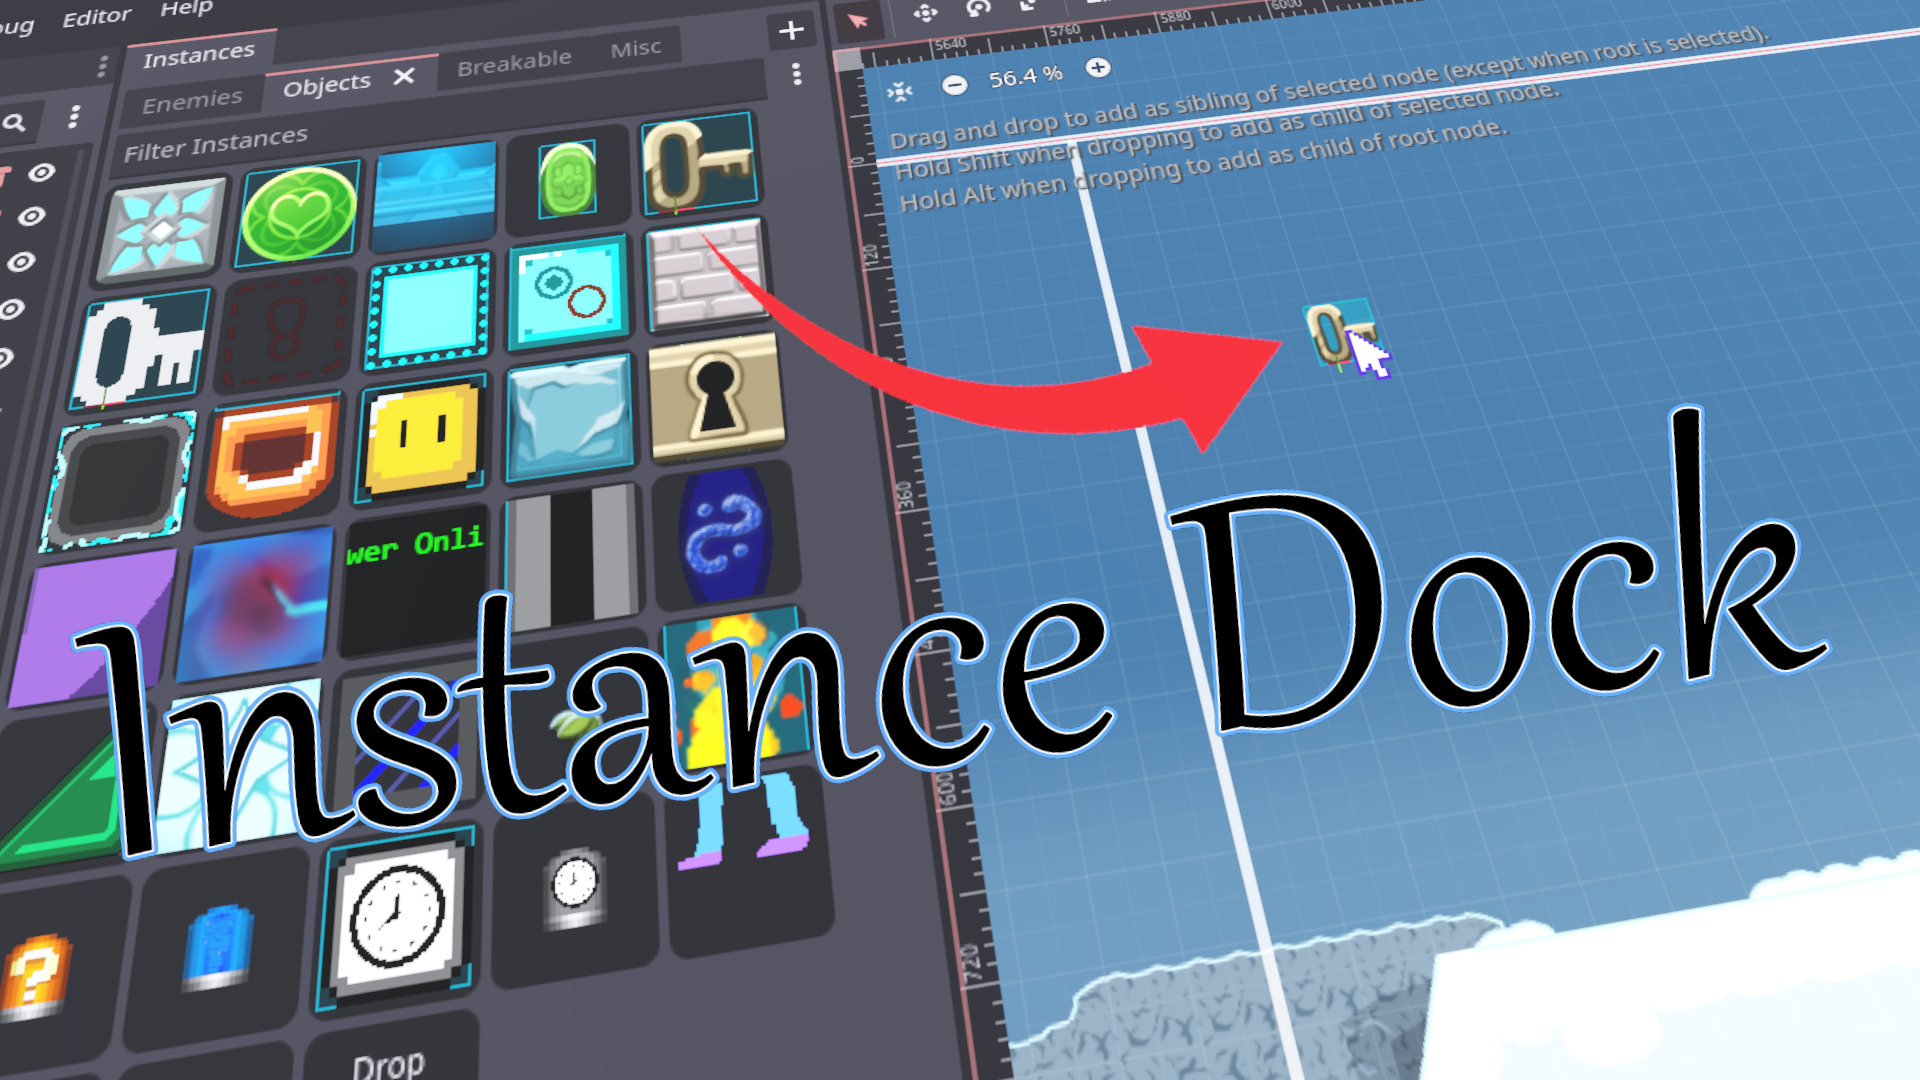 bug Editor Help
Instances
Enemies Objects Breakable Misc
Filter Instances
5640 5760 5880 6000
56.4 %
Drag and drop to add as sibling of selected node (except when root is selected).
Hold Shift when dropping to add as child of selected node.
Hold Alt when dropping to add as child of root node.
0
120
360
600
720
wer Onli
Instance Dock
?
Drop